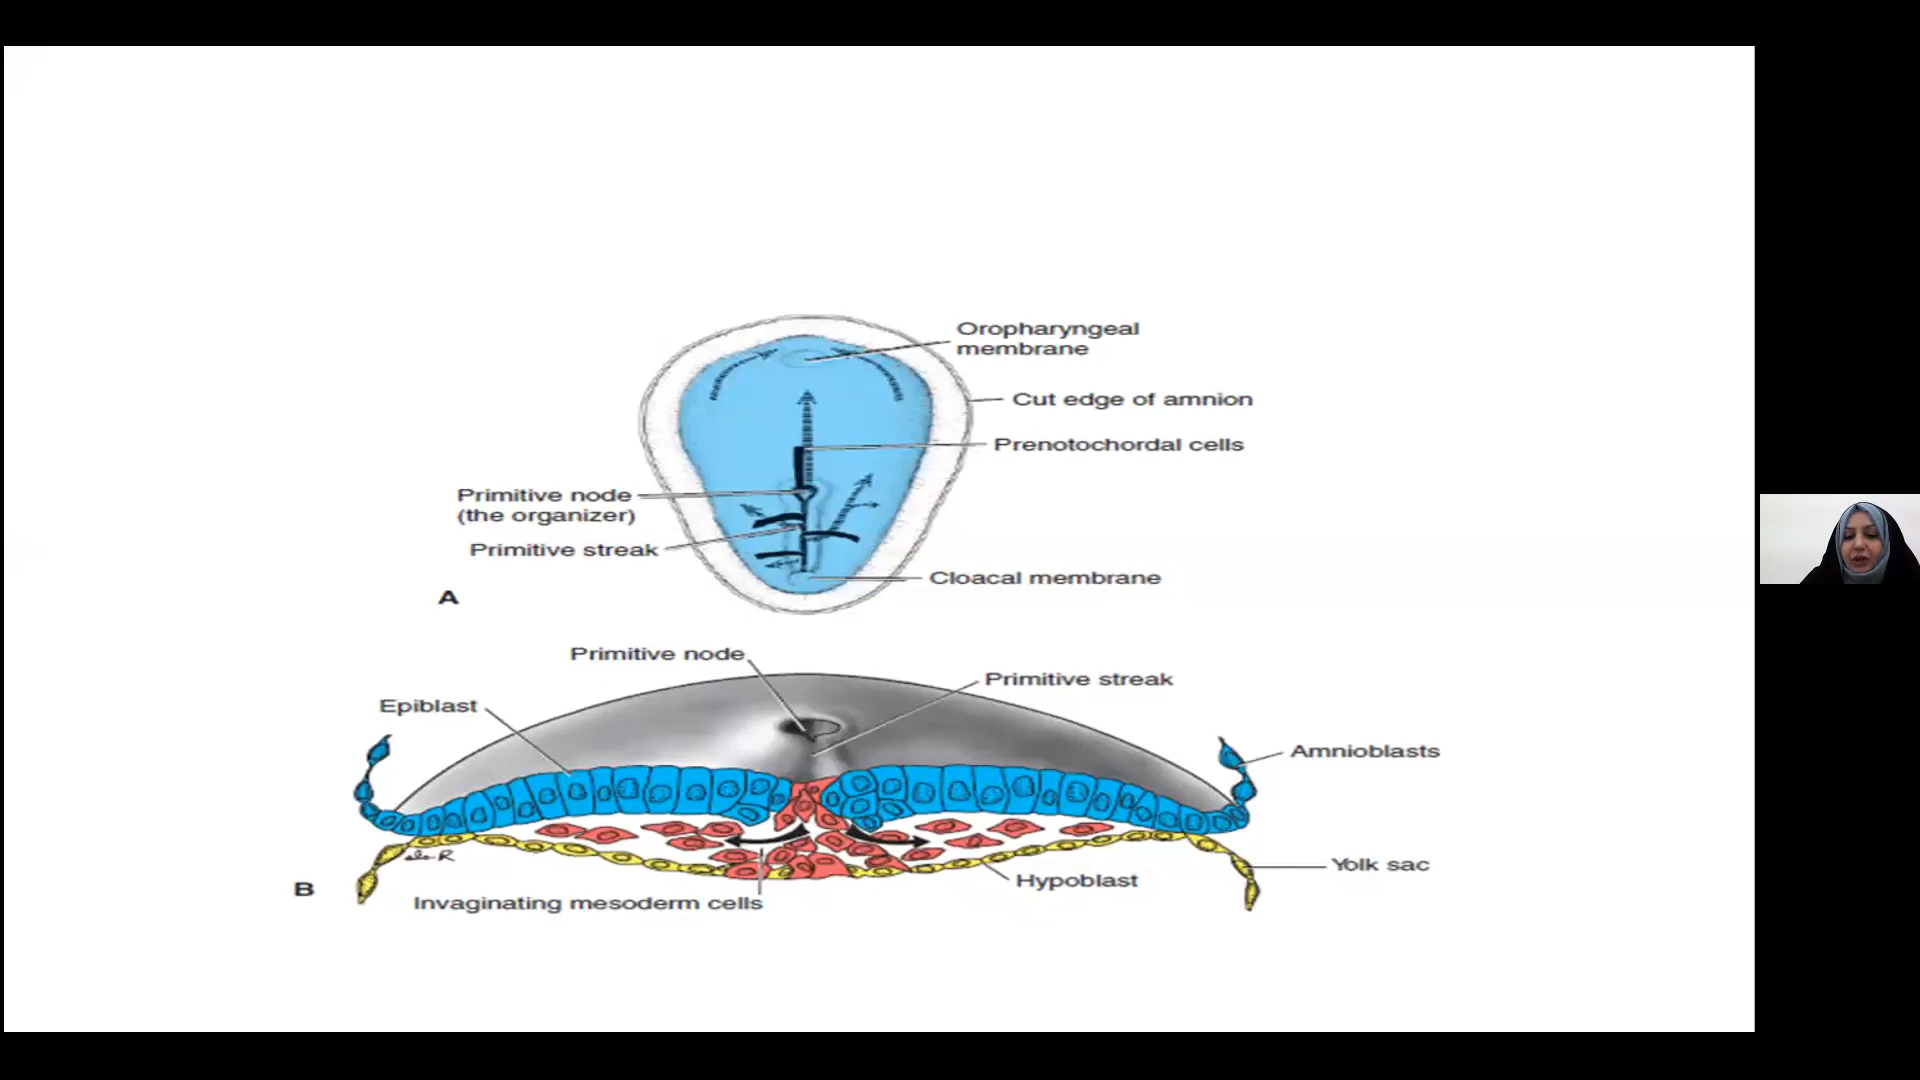 Oropharyngeal
membrane
Cut edge of amnion
Prenotochordal cells
Primitive node
(the organizer)
Primitive streak
Cloacal membrane
A
Primitive node
Primitive streak
Epiblast
Amnioblasts
Yolk sac
Hypoblast
B
Invaginating mesoderm cells